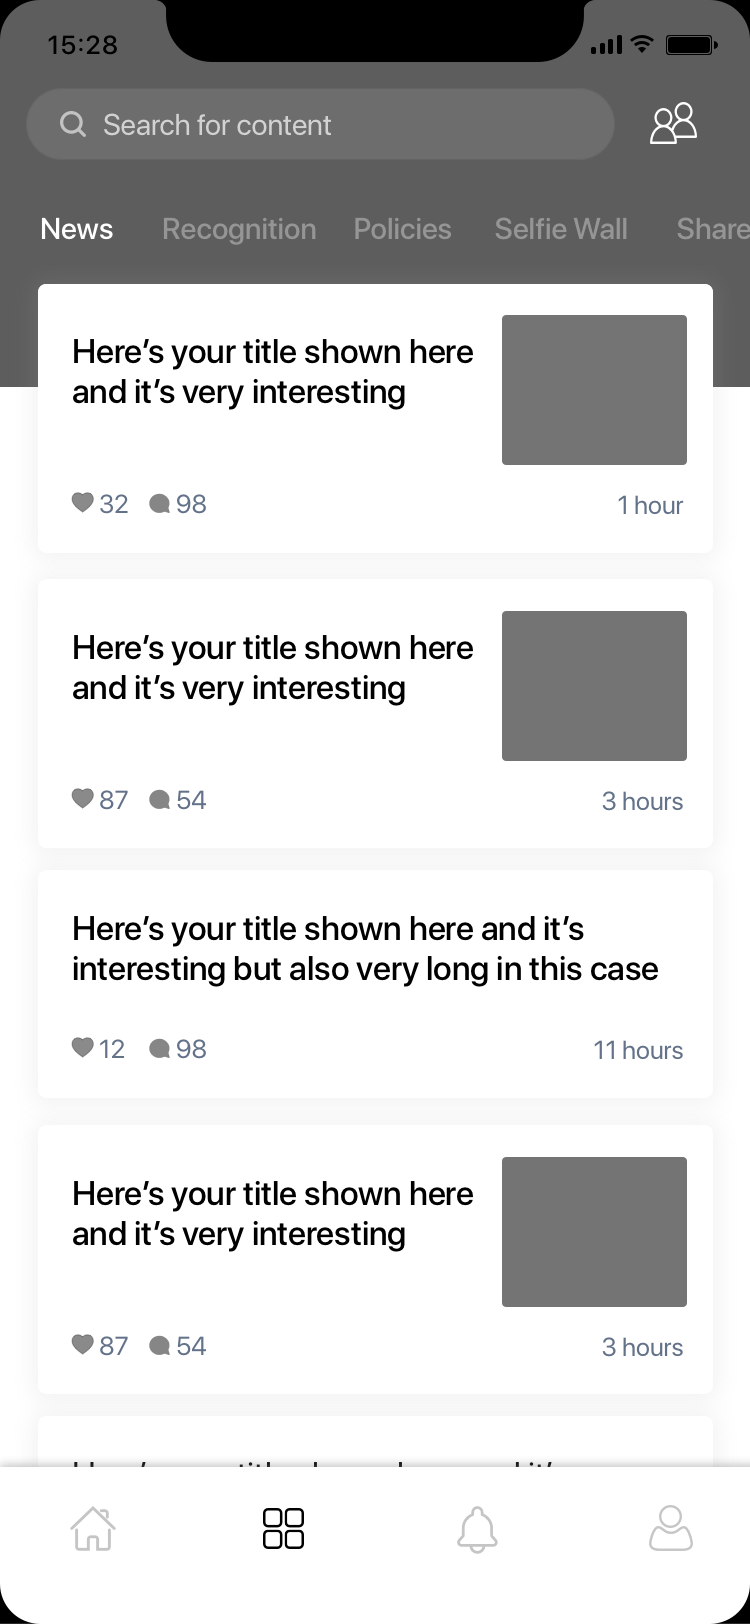 15:28
Search for content
News Recognition Policies Selfie Wall Share
Here’s your title shown here
and it’s very interesting
32 98 1 hour
Here’s your title shown here
and it’s very interesting
87 54 3 hours
Here’s your title shown here and it’s
interesting but also very long in this case
12 98 11 hours
Here’s your title shown here
and it’s very interesting
87 54 3 hours